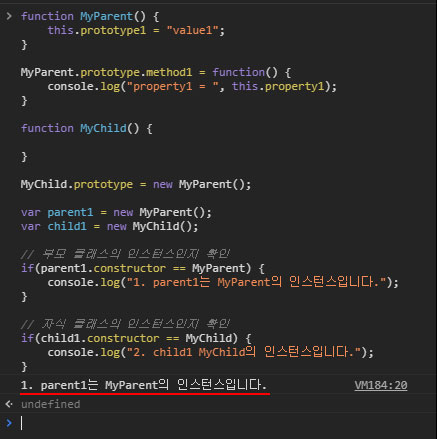 > function MyParent() {
this.prototype1 = "value1";
}
MyParent.prototype.method1 = function() {
console.log("property1 = ", this.property1);
}
function MyChild() {
}
MyChild.prototype = new MyParent();
var parent1 = new MyParent();
var child1 = new MyChild();
// 부모 클래스의 인스턴스인지 확인
if(parent1.constructor == MyParent) {
console.log("1. parent1는 MyParent의 인스턴스입니다.");
}
// 자식 클래스의 인스턴스인지 확인
if(child1.constructor == MyChild) {
console.log("2. child1 MyChild의 인스턴스입니다.");
}
1. parent1는 MyParent의 인스턴스입니다. VM184:20
undefined
>